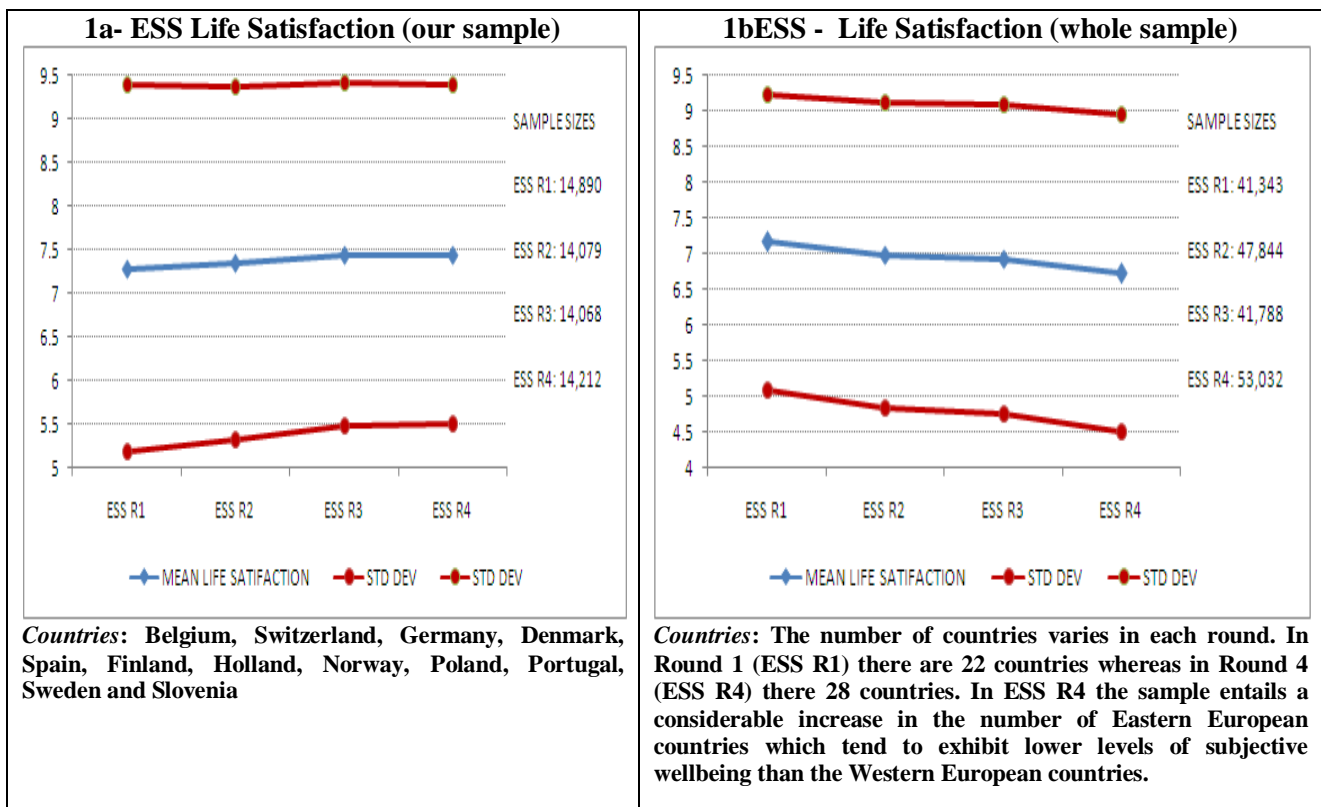 1a- ESS Life Satisfaction (our sample)
9.5
9
8.5
8
7.5
7
6.5
6
5.5
5
ESS R1
ESS R2
ESS R3
ESS R4
SAMPLE SIZES
ESS R1: 14,890
ESS R2: 14,079
ESS R3: 14,068
ESS R4: 14,212
MEAN LIFE SATIFACTION
STD DEV
STD DEV
Countries: Belgium, Switzerland, Germany, Denmark,
Spain, Finland, Holland, Norway, Poland, Portugal,
Sweden and Slovenia
1bESS - Life Satisfaction (whole sample)
9.5
9
8.5
8
7.5
7
6.5
6
5.5
5
4.5
4
ESS R1
ESS R2
ESS R3
ESS R4
SAMPLE SIZES
ESS R1: 41,343
ESS R2: 47,844
ESS R3: 41,788
ESS R4: 53,032
MEAN LIFE SATIFACTION
STD DEV
STD DEV
Countries: The number of countries varies in each round. In
Round 1 (ESS R1) there are 22 countries whereas in Round 4
(ESS R4) there 28 countries. In ESS R4 the sample entails a
considerable increase in the number of Eastern European
countries which tend to exhibit lower levels of subjective
wellbeing than the Western European countries.